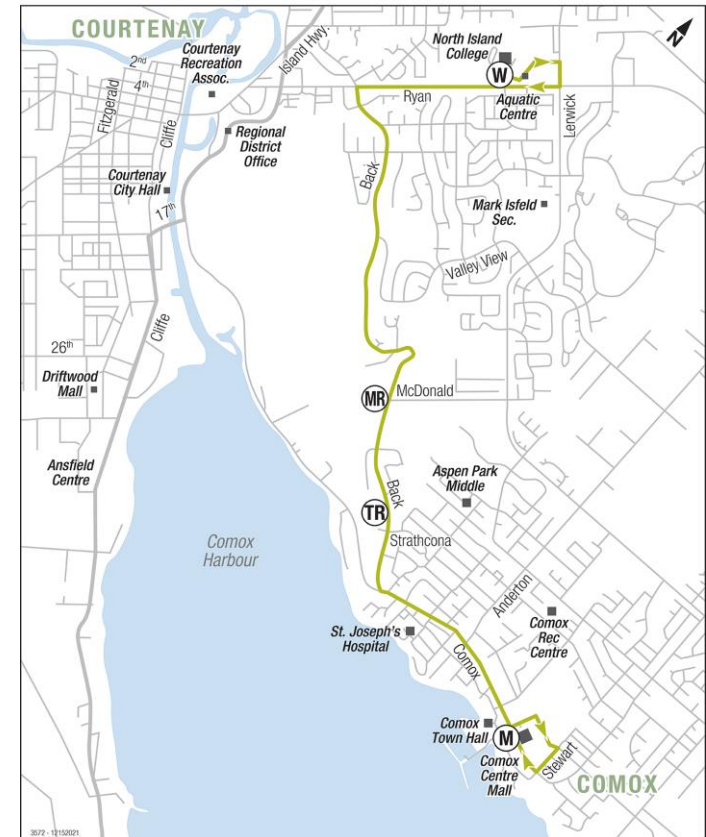 COURTENAY
Courtenay
Recreation
Assoc.
2nd
4th
Fitzgerald
Cliffe
Island Hwy.
North Island
College
W
N
Ryan
Aquatic
Centre
Lerwick
Regional
District
Office
Back
Courtenay
City Hall
17th
Mark Isfeld
Sec.
Valley View
Cliffe
26th
Driftwood
Mall
MR
McDonald
Ansfield
Centre
Aspen Park
Middle
Back
TR
Strathcona
Comox
Harbour
Anderton
St. Joseph's
Hospital
Comox
Rec
Centre
Comox
Comox
Town Hall
M
Comox
Centre
Mall
Stewart
COMOX
3572 - 12152021